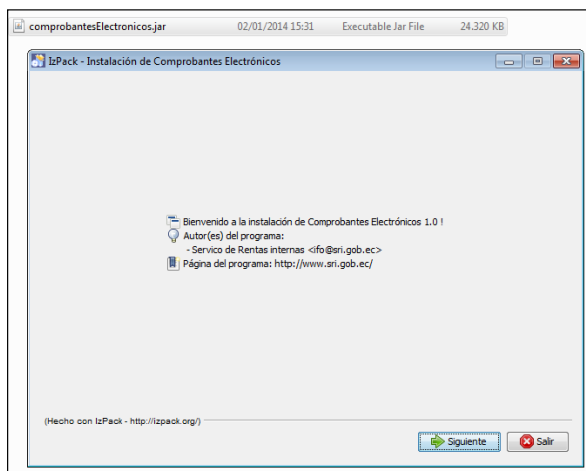 comprobantesElectronicos.jar 02/01/2014 15:31 Executable Jar File 24.320 KB
IzPack - Instalación de Comprobantes Electrónicos
Bienvenido a la instalación de Comprobantes Electrónicos 1.0 !
Autor(es) del programa:
- Servico de Rentas internas <ifo@sri.gob.ec>
Página del programa: http://www.sri.gob.ec/
(Hecho con IzPack - http://izpack.org/)
Siguiente Salir